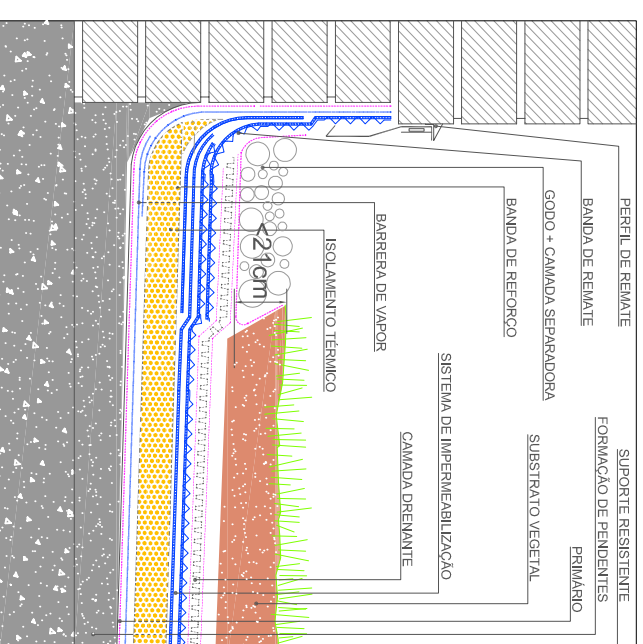 PERFIL DE REMATE
BANDA DE REMATE
GODO + CAMADA SEPARADORA
BANDA DE REFORÇO
BARRERA DE VAPOR
ISOLAMENTO TÉRMICO
<21cm
SUPORTE RESISTENTE
FORMAÇÃO DE PENDENTES
PRIMÁRIO
SUBSTRATO VEGETAL
SISTEMA DE IMPERMEABILIZAÇÃO
CAMADA DRENANTE